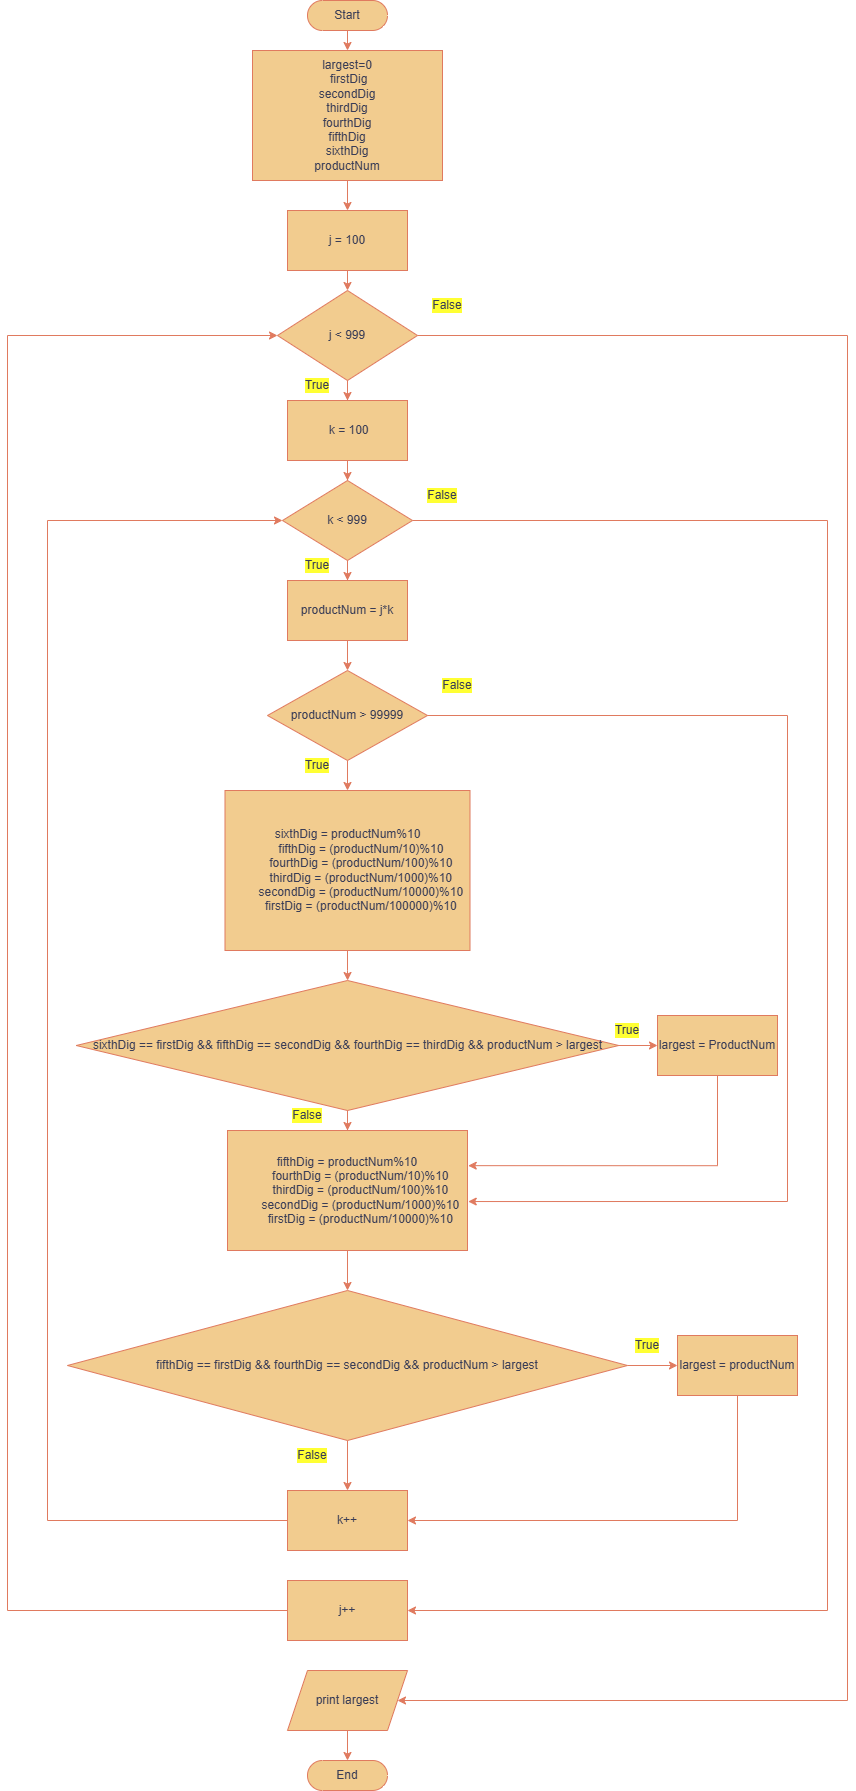 Start
largest=0
firstDig
secondDig
thirdDig
fourthDig
fifthDig
sixthDig
productNum
j = 100
False
j < 999
True
k = 100
False
k < 999
True
productNum = j*k
False
productNum > 99999
True
sixthDig = productNum%10
fifthDig = (productNum/10)%10
fourthDig = (productNum/100)%10
thirdDig = (productNum/1000)%10
secondDig = (productNum/10000)%10
firstDig = (productNum/100000)%10
True
sixthDig == firstDig && fifthDig == secondDig && fourthDig == thirdDig && productNum > largest
largest = ProductNum
False
fifthDig = productNum%10
fourthDig = (productNum/10)%10
thirdDig = (productNum/100)%10
secondDig = (productNum/1000)%10
firstDig = (productNum/10000)%10
True
fifthDig == firstDig && fourthDig == secondDig && productNum > largest
largest = productNum
False
k++
j++
print largest
End